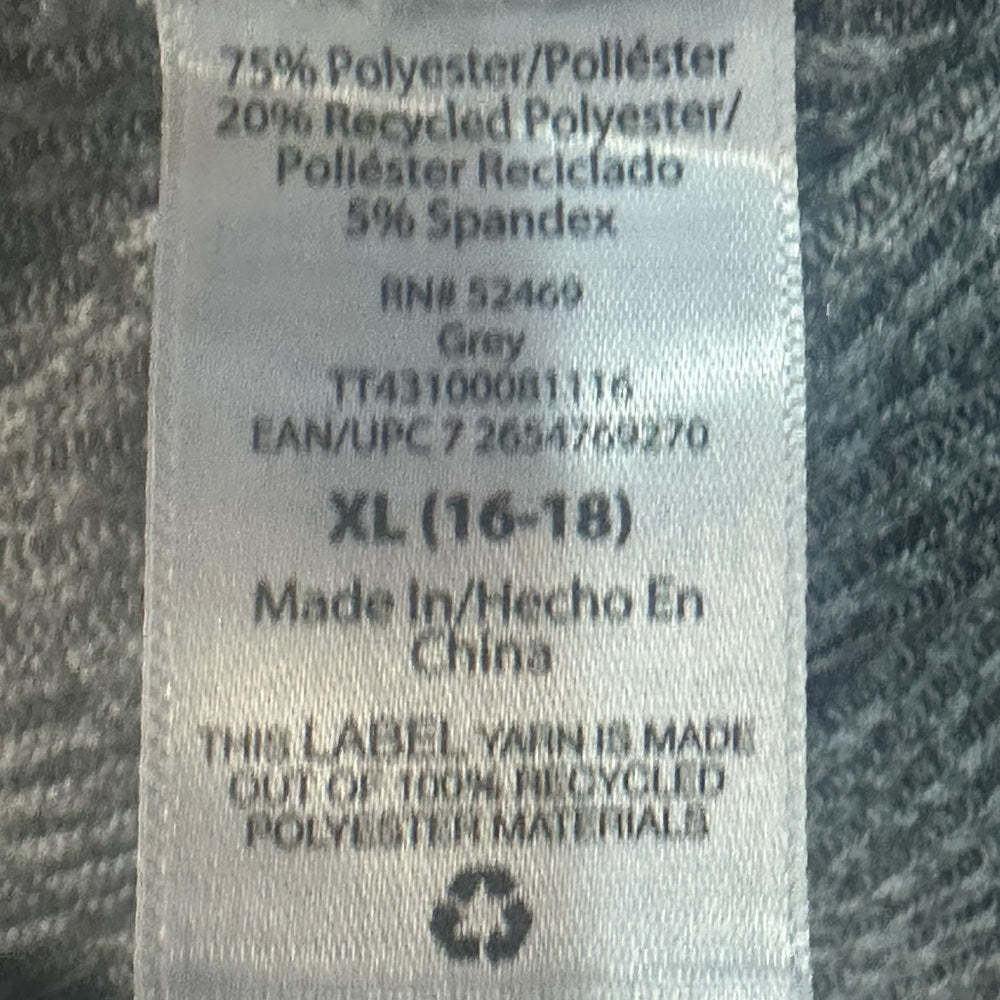 75% Polyester/Poliéster
20% Recycled Polyester/
Poliéster Reciclado
5% Spandex
RN# 52469
Grey
TT43100081116
EAN/UPC 7 2654769270
XL (16-18)
Made In/Hecho En
China
THIS LABEL YARN IS MADE
OUT OF 100% RECYCLED
POLYESTER MATERIALS